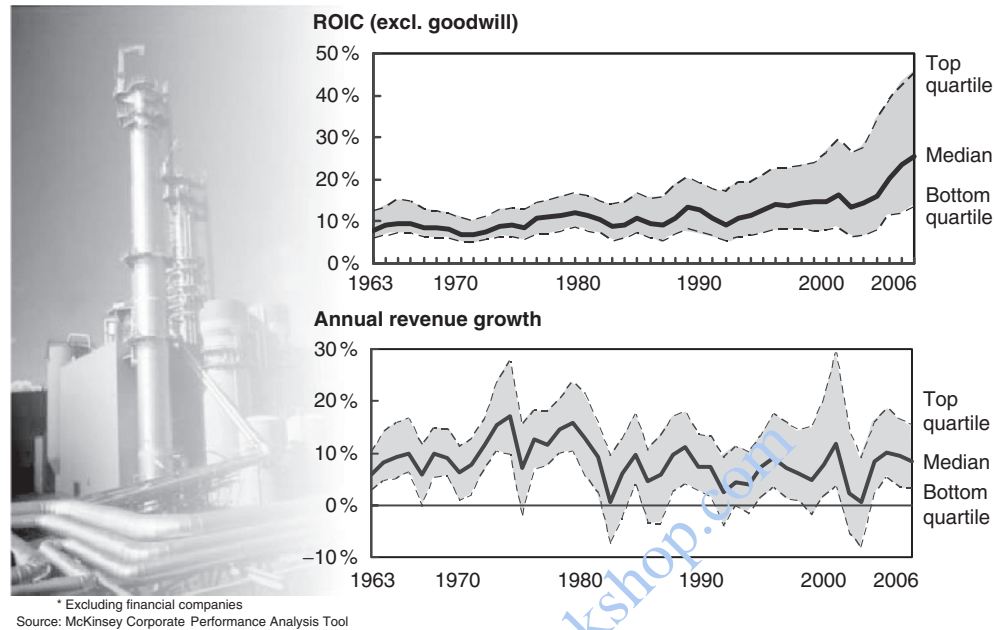 ROIC (excl. goodwill)
50%
40%
30%
20%
10%
0%
1963 1970 1980 1990 2000 2006
Top
quartile
Median
Bottom
quartile
Annual revenue growth
30%
20%
10%
0%
–10%
1963 1970 1980 1990 2000 2006
Top
quartile
Median
Bottom
quartile
kshop.com
* Excluding financial companies
Source: McKinsey Corporate Performance Analysis Tool